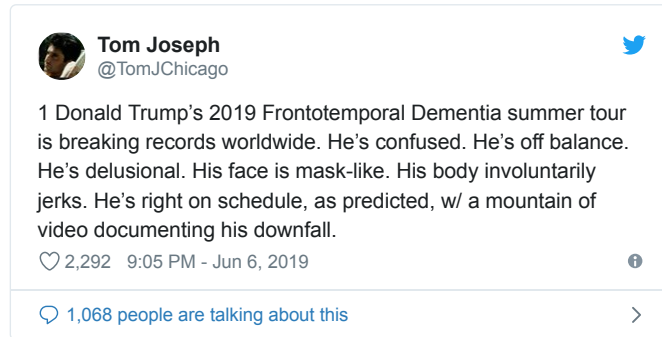 Tom Joseph
@TomJChicago
1 Donald Trump’s 2019 Frontotemporal Dementia summer tour
is breaking records worldwide. He’s confused. He’s off balance.
He’s delusional. His face is mask-like. His body involuntarily
jerks. He’s right on schedule, as predicted, w/ a mountain of
video documenting his downfall.
2,292 9:05 PM - Jun 6, 2019
1,068 people are talking about this